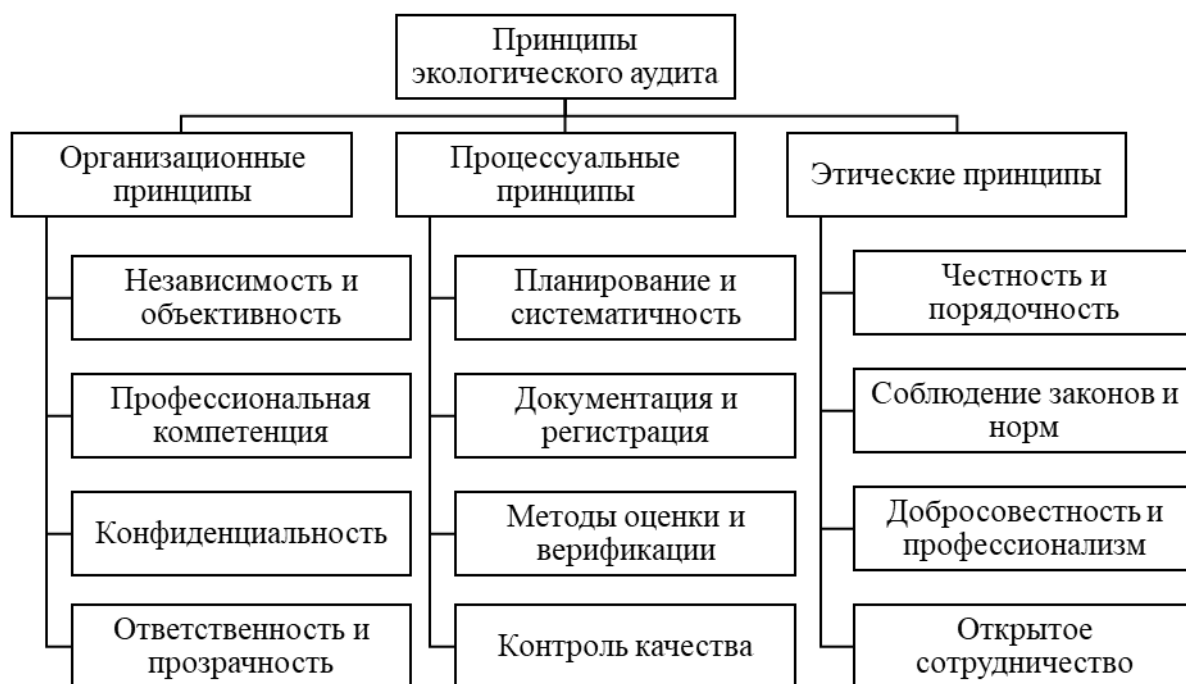 Принципы
экологического аудита
Организационные
принципы
Независимость и
объективность
Профессиональная
компетенция
Конфиденциальность
Ответственность и
прозрачность
Процессуальные
принципы
Планирование и
систематичность
Документация и
регистрация
Методы оценки и
верификации
Контроль качества
Этические принципы
Честность и
порядочность
Соблюдение законов и
норм
Добросовестность и
профессионализм
Открытое
сотрудничество